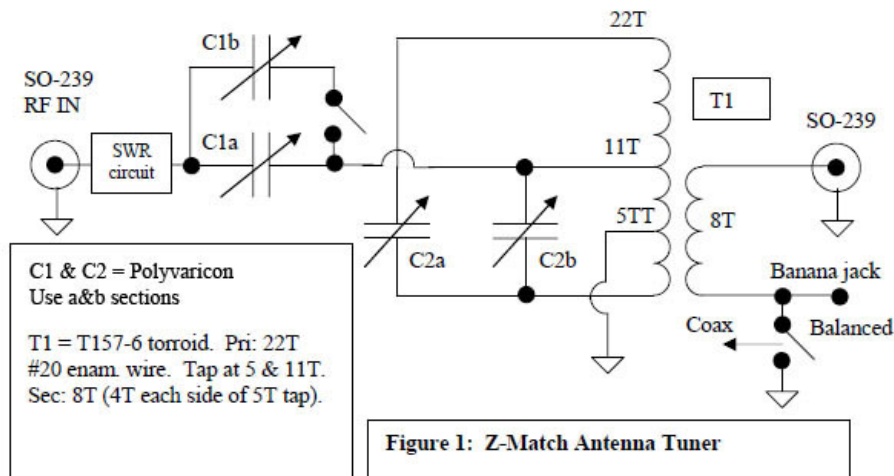 22T
C1b
SO-239
RF IN
T1
SO-239
C1a
11T
SWR
circuit
5TT
8T
C2a
C2b
Banana jack
Coax
Balanced
C1 & C2 = Polyvaricon
Use a&b sections
T1 = T157-6 torroid. Pri: 22T
#20 enam. wire. Tap at 5 & 11T.
Sec: 8T (4T each side of 5T tap).
Figure 1: Z-Match Antenna Tuner